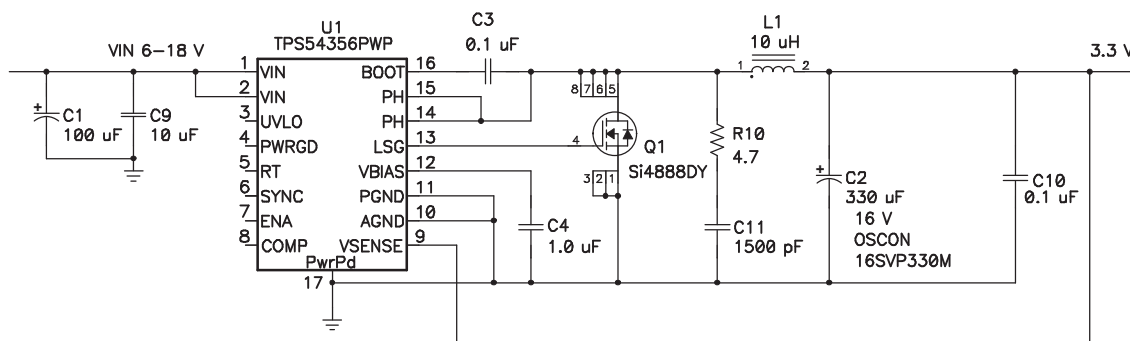 C3
0.1 uF
L1
10 uH
U1
TPS54356PWP
VIN 6-18 V
3.3 V
1 VIN BOOT 16
2 VIN PH 15
3 UVLO PH 14
4 PWRGD LSG 13
5 RT VBIAS 12
6 SYNC PGND 11
7 ENA AGND 10
8 COMP VSENSE 9
PwrPd
17
+
C1
100 uF
C9
10 uF
8 7 6 5
4
3 2 1
Q1
Si4888DY
C4
1.0 uF
1 2
R10
4.7
C11
1500 pF
+
C2
330 uF
16 V
OSCON
16SVP330M
C10
0.1 uF